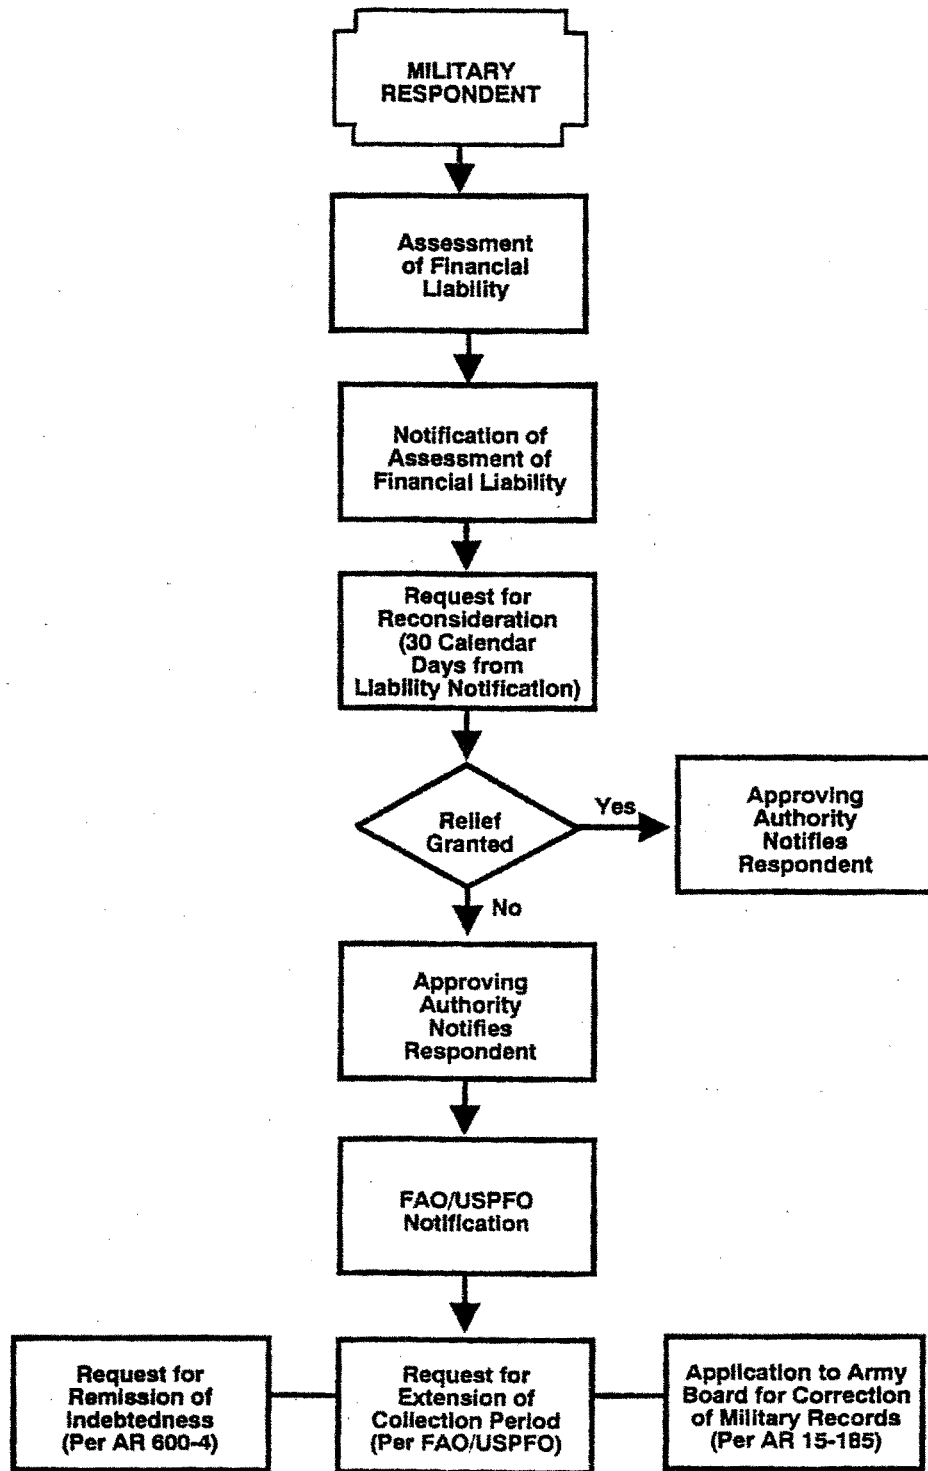 MILITARY
RESPONDENT
Assessment
of Financial
Liability
Notification of
Assessment of
Financial Liability
Request for
Reconsideration
(30 Calendar
Days from
Liability Notification)
Relief
Granted
Yes
Approving
Authority
Notifies
Respondent
No
Approving
Authority
Notifies
Respondent
FAO/USPFO
Notification
Request for
Remission of
Indebtedness
(Per AR 600-4)
Request for
Extension of
Collection Period
(Per FAO/USPFO)
Application to Army
Board for Correction
of Military Records
(Per AR 15-185)